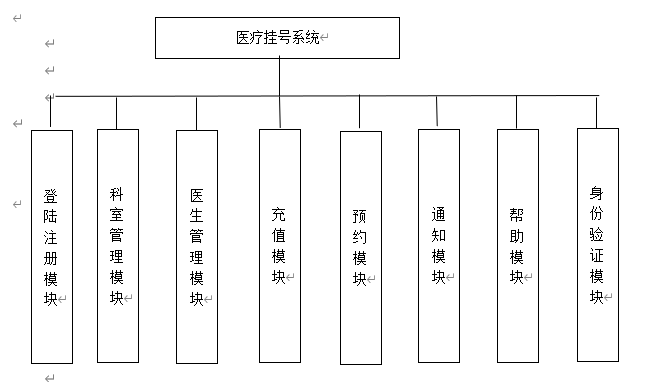 医疗挂号系统
登陆注册模块
科室管理模块
医生管理模块
充值模块
预约模块
通知模块
帮助模块
身份验证模块